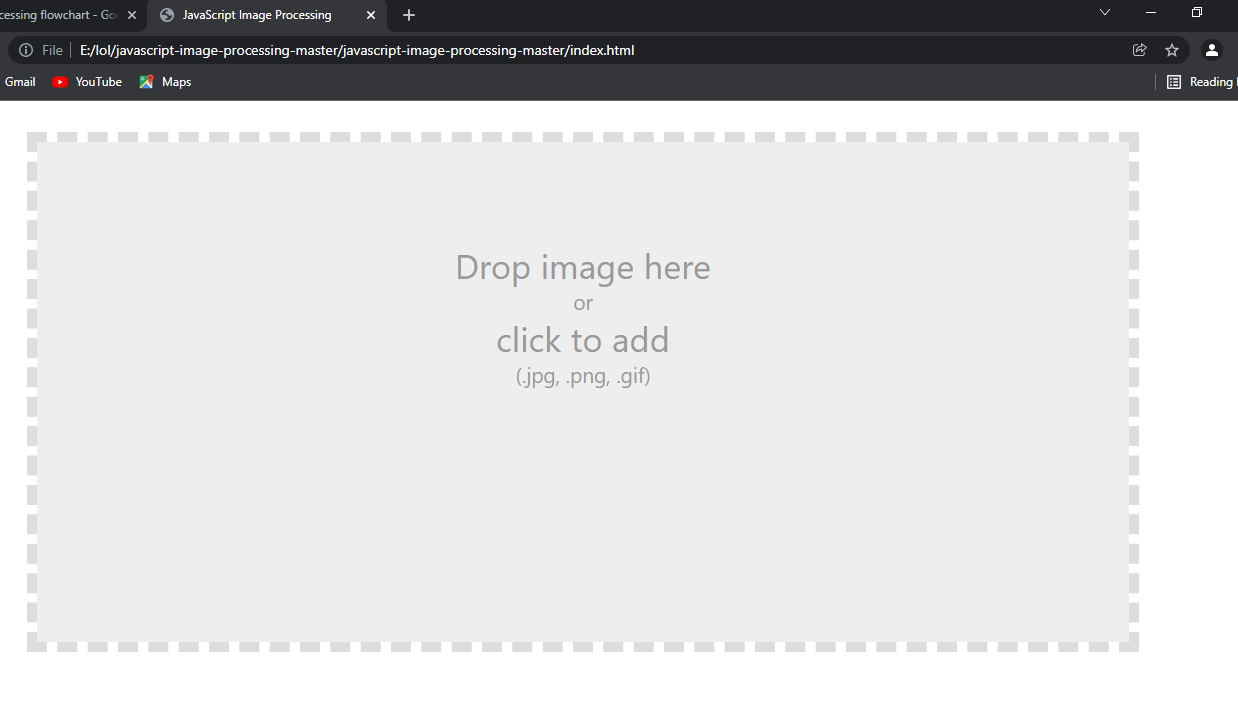 cessing flowchart - Goo
JavaScript Image Processing
File
E:/lol/javascript-image-processing-master/javascript-image-processing-master/index.html
Gmail
YouTube
Maps
Reading
Drop image here
or
click to add
(.jpg, .png, .gif)